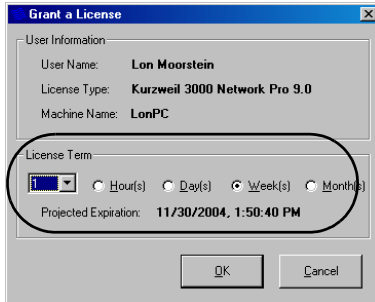 Grant a License
User Information
User Name: Lon Moorstein
License Type: Kurzweil 3000 Network Pro 9.0
Machine Name: LonPC
License Term
1 Hour(s) Day(s) Week(s) Month(s)
Projected Expiration: 11/30/2004, 1:50:40 PM
OK Cancel